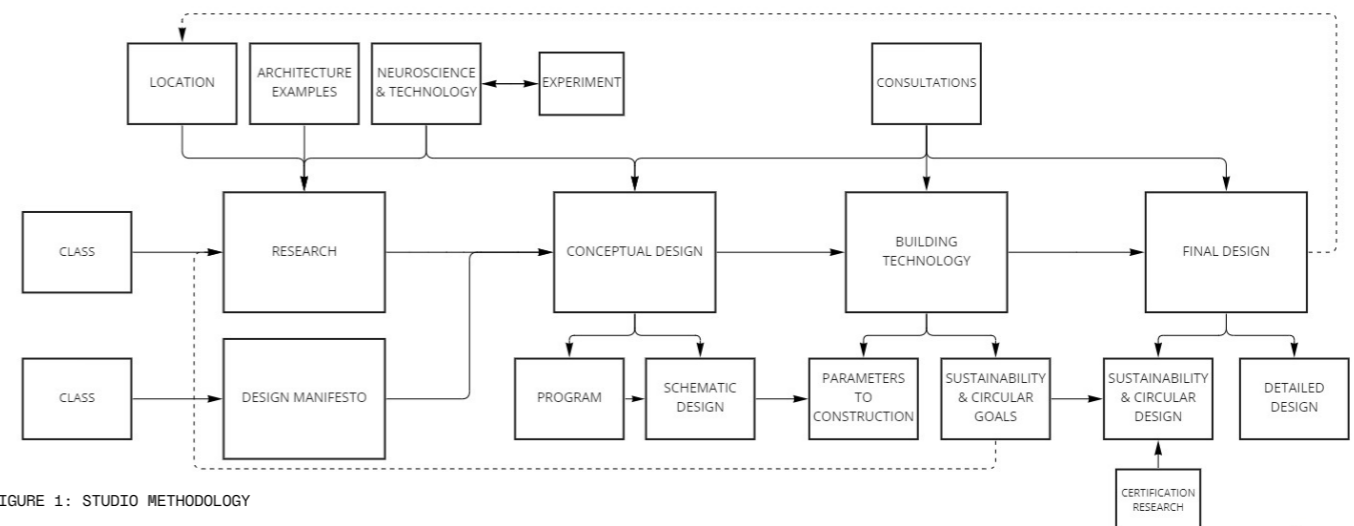 LOCATION
ARCHITECTURE
EXAMPLES
NEUROSCIENCE
& TECHNOLOGY
EXPERIMENT
CONSULTATIONS
CLASS
RESEARCH
CONCEPTUAL DESIGN
BUILDING
TECHNOLOGY
FINAL DESIGN
CLASS
DESIGN MANIFESTO
PROGRAM
SCHEMATIC
DESIGN
PARAMETERS
TO
CONSTRUCTION
SUSTAINABILITY
& CIRCULAR
GOALS
SUSTAINABILITY
& CIRCULAR
DESIGN
DETAILED
DESIGN
CERTIFICATION
RESEARCH
IGURE 1: STUDIO METHODOLOGY